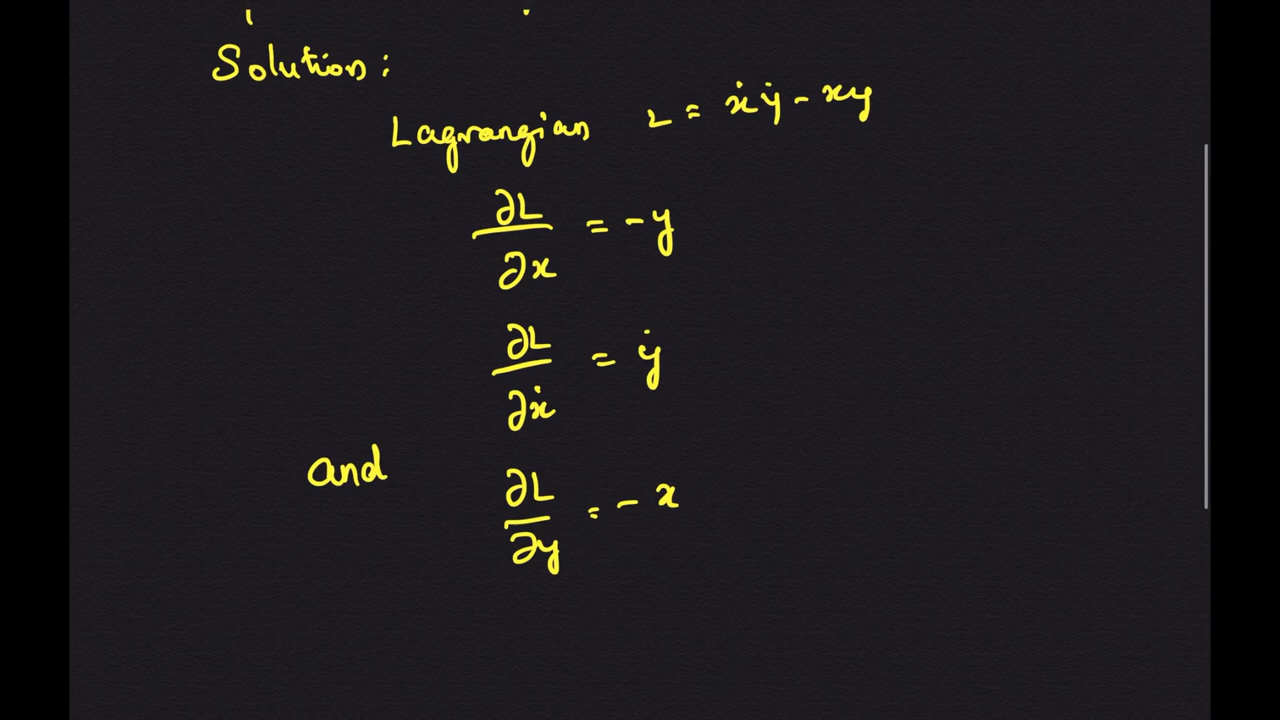 Solution:
Lagrangian L = ẋẏ - xy
∂L/∂x = -y
∂L/∂ẋ = ẏ
and ∂L/∂y = -x